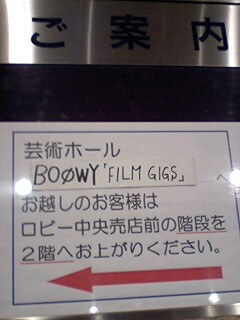 ご案内
芸術ホール
BOØWY「FILM GIGS」へ
お越しのお客様は
ロビー中央売店前の階段を
2階へお上がりください。